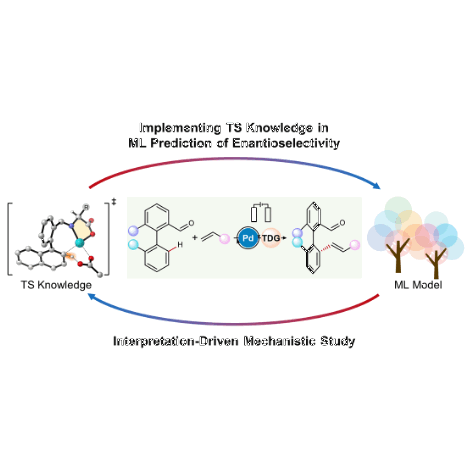 Implementing TS Knowledge in
ML Prediction of Enantioselectivity
‡
H
O
O
H
+
Pd
TDG
TS Knowledge
ML Model
Interpretation-Driven Mechanistic Study